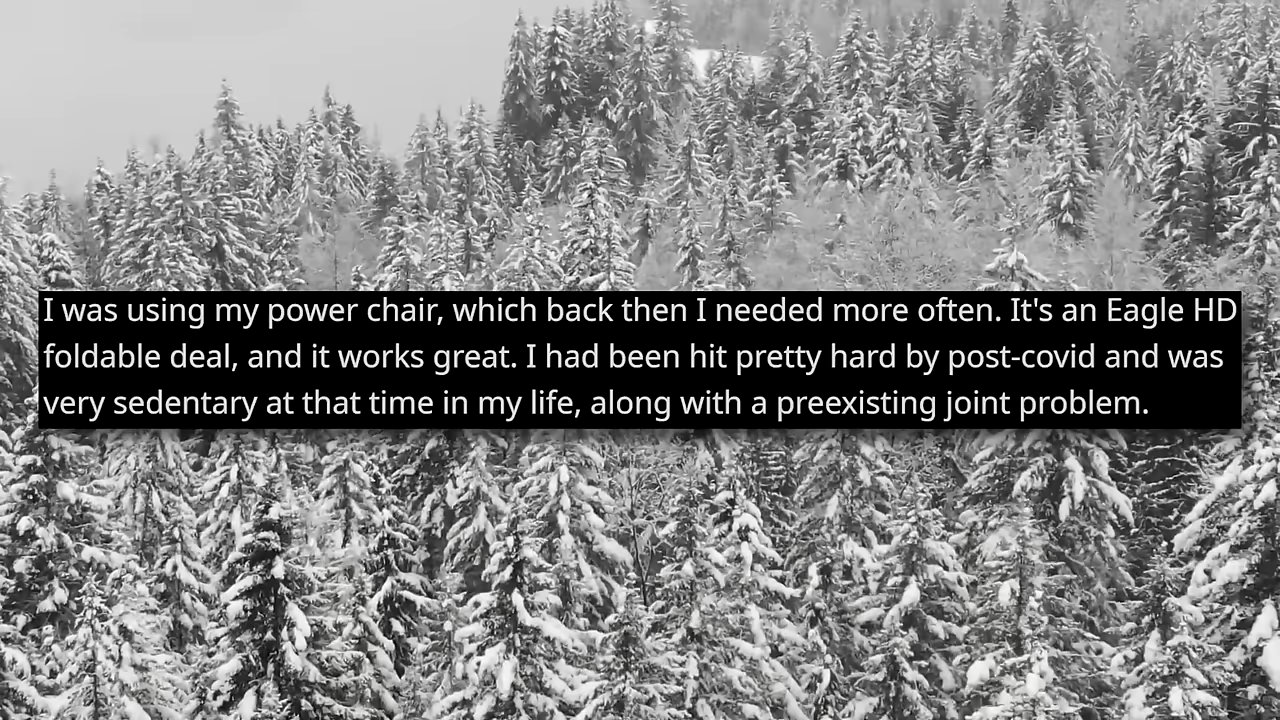 I was using my power chair, which back then I needed more often. It's an Eagle HD
foldable deal, and it works great. I had been hit pretty hard by post-covid and was
very sedentary at that time in my life, along with a preexisting joint problem.